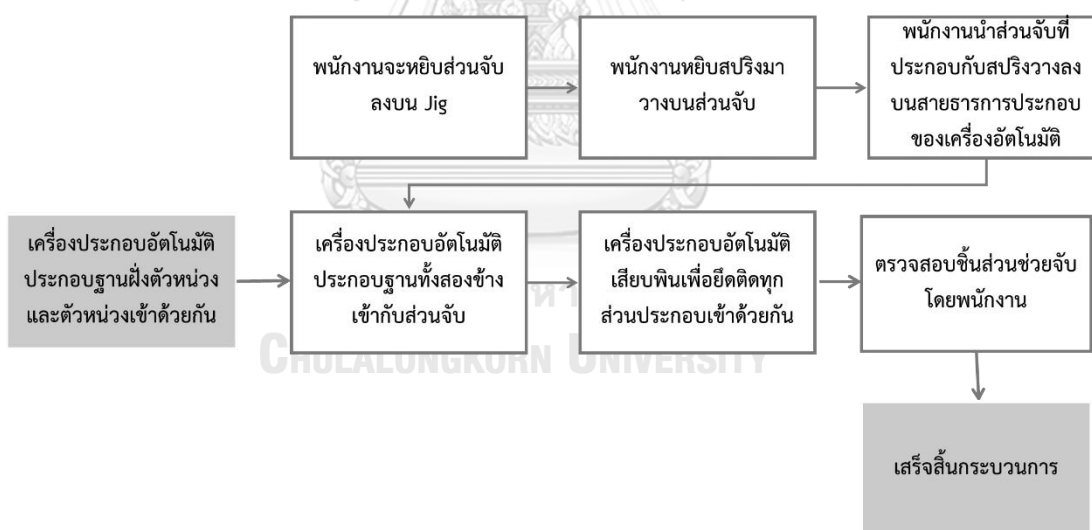 พนักงานจะหยิบส่วนจับ
ลงบน Jig
พนักงานหยิบสปริงมา
วางบนส่วนจับ
พนักงานนำส่วนจับที่
ประกอบกับสปริงวางลง
บนสายธารการประกอบ
ของเครื่องอัตโนมัติ
เครื่องประกอบอัตโนมัติ
ประกอบฐานฝั่งตัวหน่วง
และตัวหน่วงเข้าด้วยกัน
เครื่องประกอบอัตโนมัติ
ประกอบฐานทั้งสองข้าง
เข้ากับส่วนจับ
เครื่องประกอบอัตโนมัติ
เสียบพินเพื่อยึดติดทุก
ส่วนประกอบเข้าด้วยกัน
ตรวจสอบชิ้นส่วนช่วยจับ
โดยพนักงาน
CHULALONGKORN UNIVERSITY
เสร็จสิ้นกระบวนการ